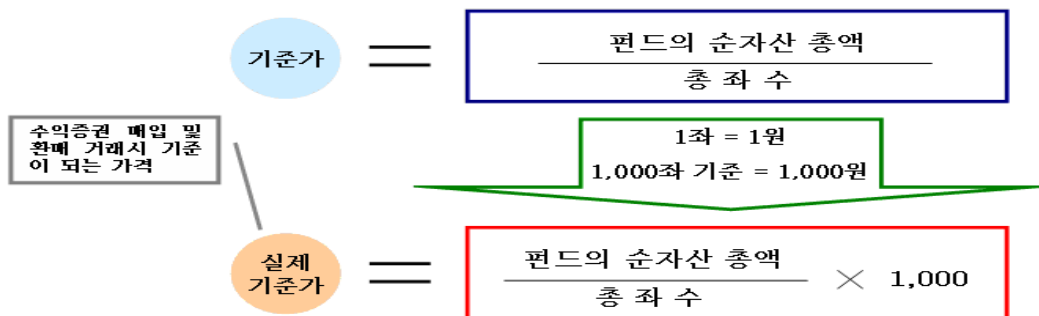 기준가
펀드의 순자산 총액
총 좌 수
수익증권 매입 및
환매 거래시 기준
이 되는 가격
1좌 = 1원
1,000좌 기준 = 1,000원
실제
기준가
펀드의 순자산 총액
총 좌 수
× 1,000